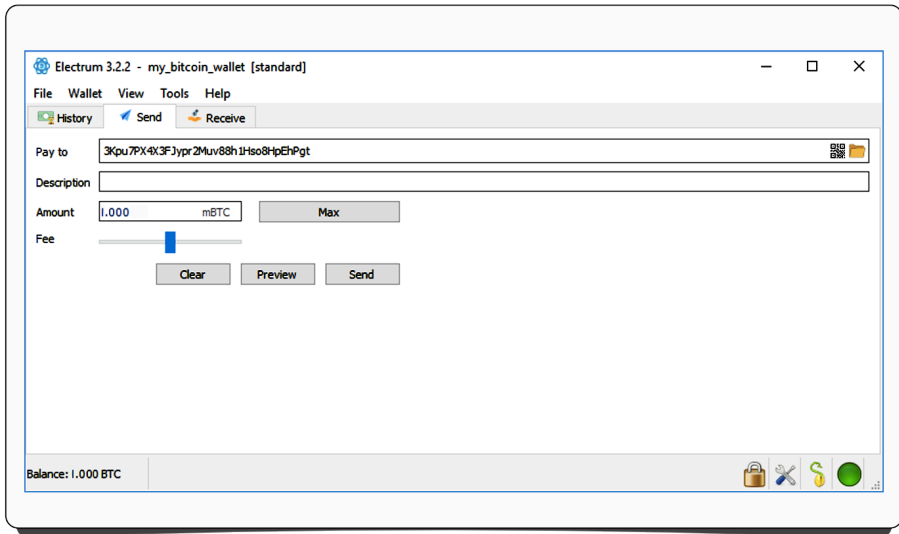 Electrum 3.2.2 - my_bitcoin_wallet [standard]
File Wallet View Tools Help
History Send Receive
Pay to 3Kpu7PX4X3FJypr2Muv88h1Hso8HpEhPgt
Description
Amount 1.000 mBTC Max
Fee
Clear Preview Send
Balance: 1.000 BTC